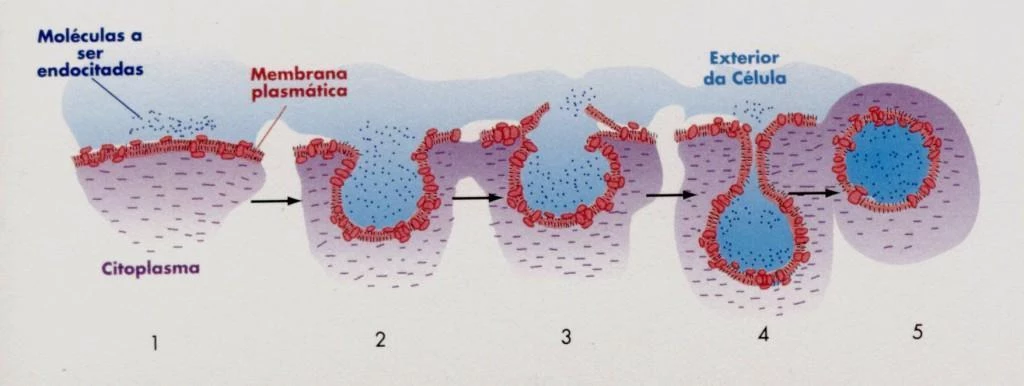 Moléculas a
ser
endocitadas
Membrana
plasmática
Exterior
da Célula
Citoplasma
1
2
3
4
5